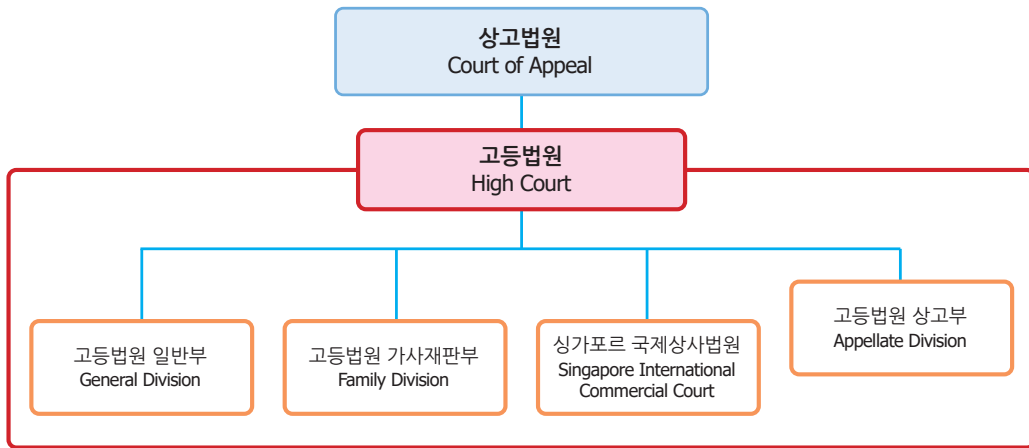 상고법원
Court of Appeal
고등법원
High Court
고등법원 일반부
General Division
고등법원 가사재판부
Family Division
싱가포르 국제상사법원
Singapore International
Commercial Court
고등법원 상고부
Appellate Division